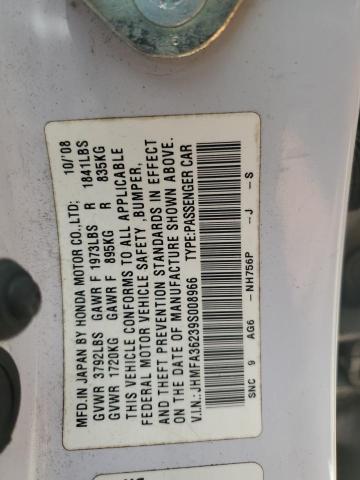 MFD. IN JAPAN BY HONDA MOTOR CO.,LTD; 10/'08
GVWR 3792LBS GAWR F 1973LBS R 1841LBS
GVWR 1720KG GAWR F 895KG R 835KG
THIS VEHICLE CONFORMS TO ALL APPLICABLE
FEDERAL MOTOR VEHICLE SAFETY ,BUMPER,
AND THEFT PREVENTION STANDARDS IN EFFECT
ON THE DATE OF MANUFACTURE SHOWN ABOVE.
V.I.N.:JHMFA36239S008966 TYPE:PASSENGER CAR
SNC 9 AG6 -NH756P -J -S